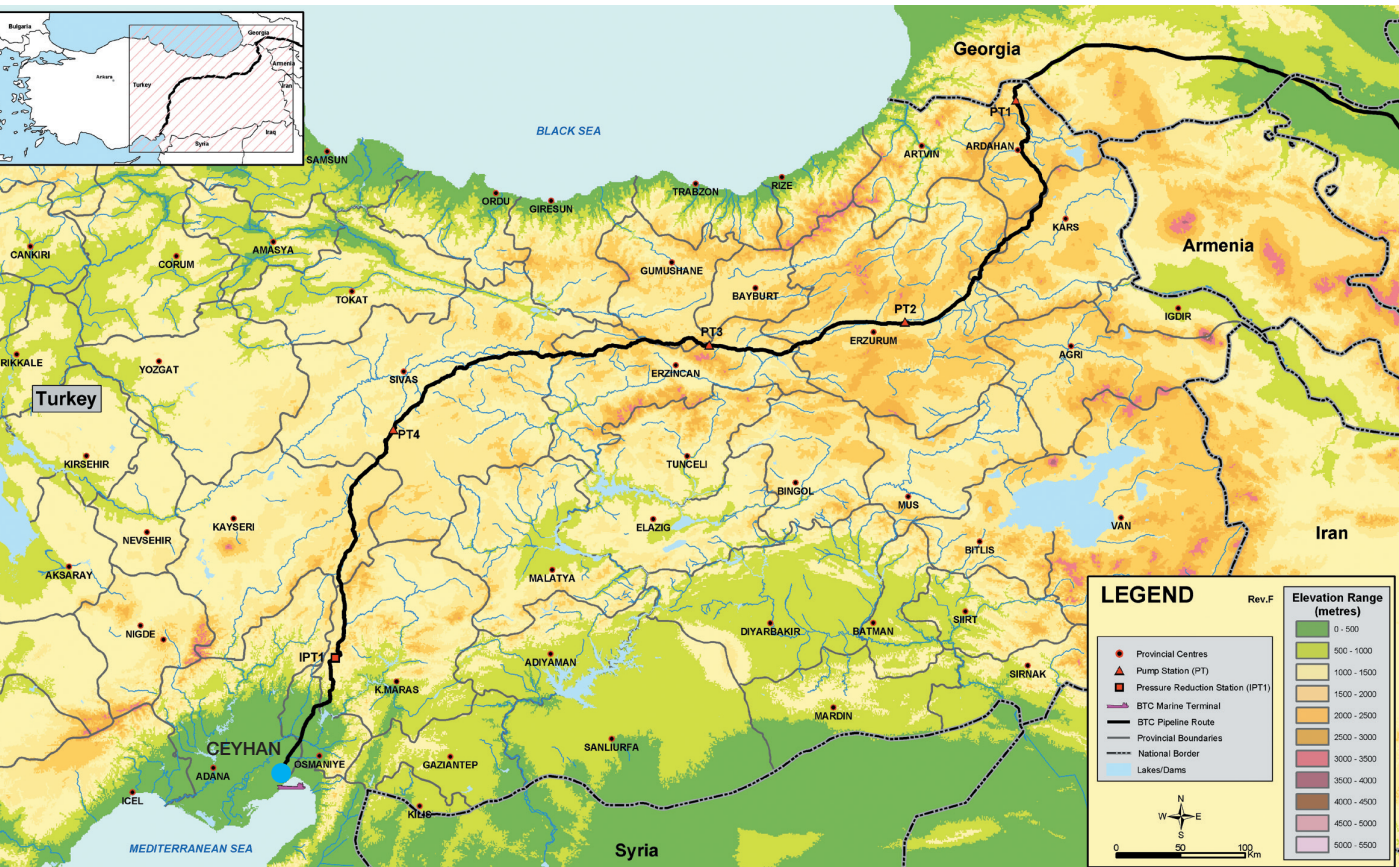 Bulgaria
Georgia
Ankara
Turkey
Armenia
Iran
Iraq
Syria
Georgia
BLACK SEA
PT1
ARDAHAN
ARTVIN
SAMSUN
ORDU
GIRESUN
TRABZON
RIZE
KARS
Armenia
CANKIRI
CORUM
AMASYA
TOKAT
GUMUSHANE
BAYBURT
PT2
IGDIR
ERZURUM
PT3
AGRI
RIKKALE
YOZGAT
SIVAS
ERZINCAN
Turkey
PT4
KIRSEHIR
TUNCELI
BINGOL
MUS
VAN
KAYSERI
ELAZIG
NEVSEHIR
Iran
BITLIS
AKSARAY
MALATYA
SIIRT
NIGDE
DIYARBAKIR
BATMAN
IPT1
ADIYAMAN
SIRNAK
K.MARAS
MARDIN
CEYHAN
SANLIURFA
OSMANIYE
GAZIANTEP
ADANA
ICEL
KILIS
MEDITERRANEAN SEA
Syria
LEGEND
Rev.F
Provincial Centres
Pump Station (PT)
Pressure Reduction Station (IPT1)
BTC Marine Terminal
BTC Pipeline Route
Provincial Boundaries
National Border
Lakes/Dams
N
W E
S
0 50 100
Km
Elevation Range
(metres)
0 - 500
500 - 1000
1000 - 1500
1500 - 2000
2000 - 2500
2500 - 3000
3000 - 3500
3500 - 4000
4000 - 4500
4500 - 5000
5000 - 5500